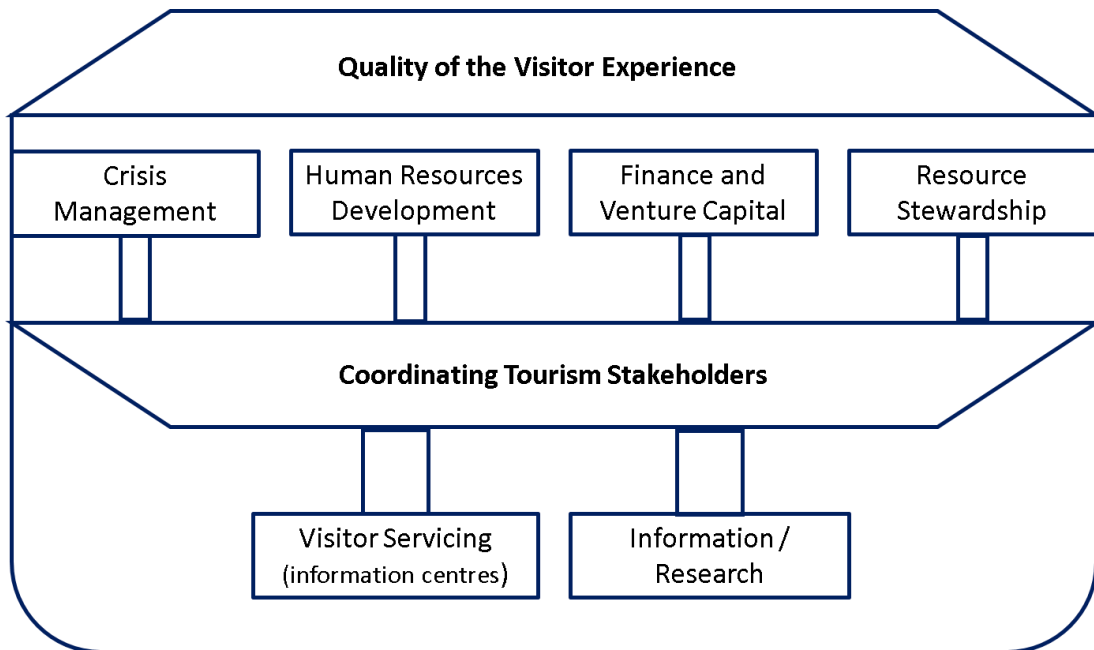 Quality of the Visitor Experience
Crisis
Management
Human Resources
Development
Finance and
Venture Capital
Resource
Stewardship
Coordinating Tourism Stakeholders
Visitor Servicing
(information centres)
Information /
Research